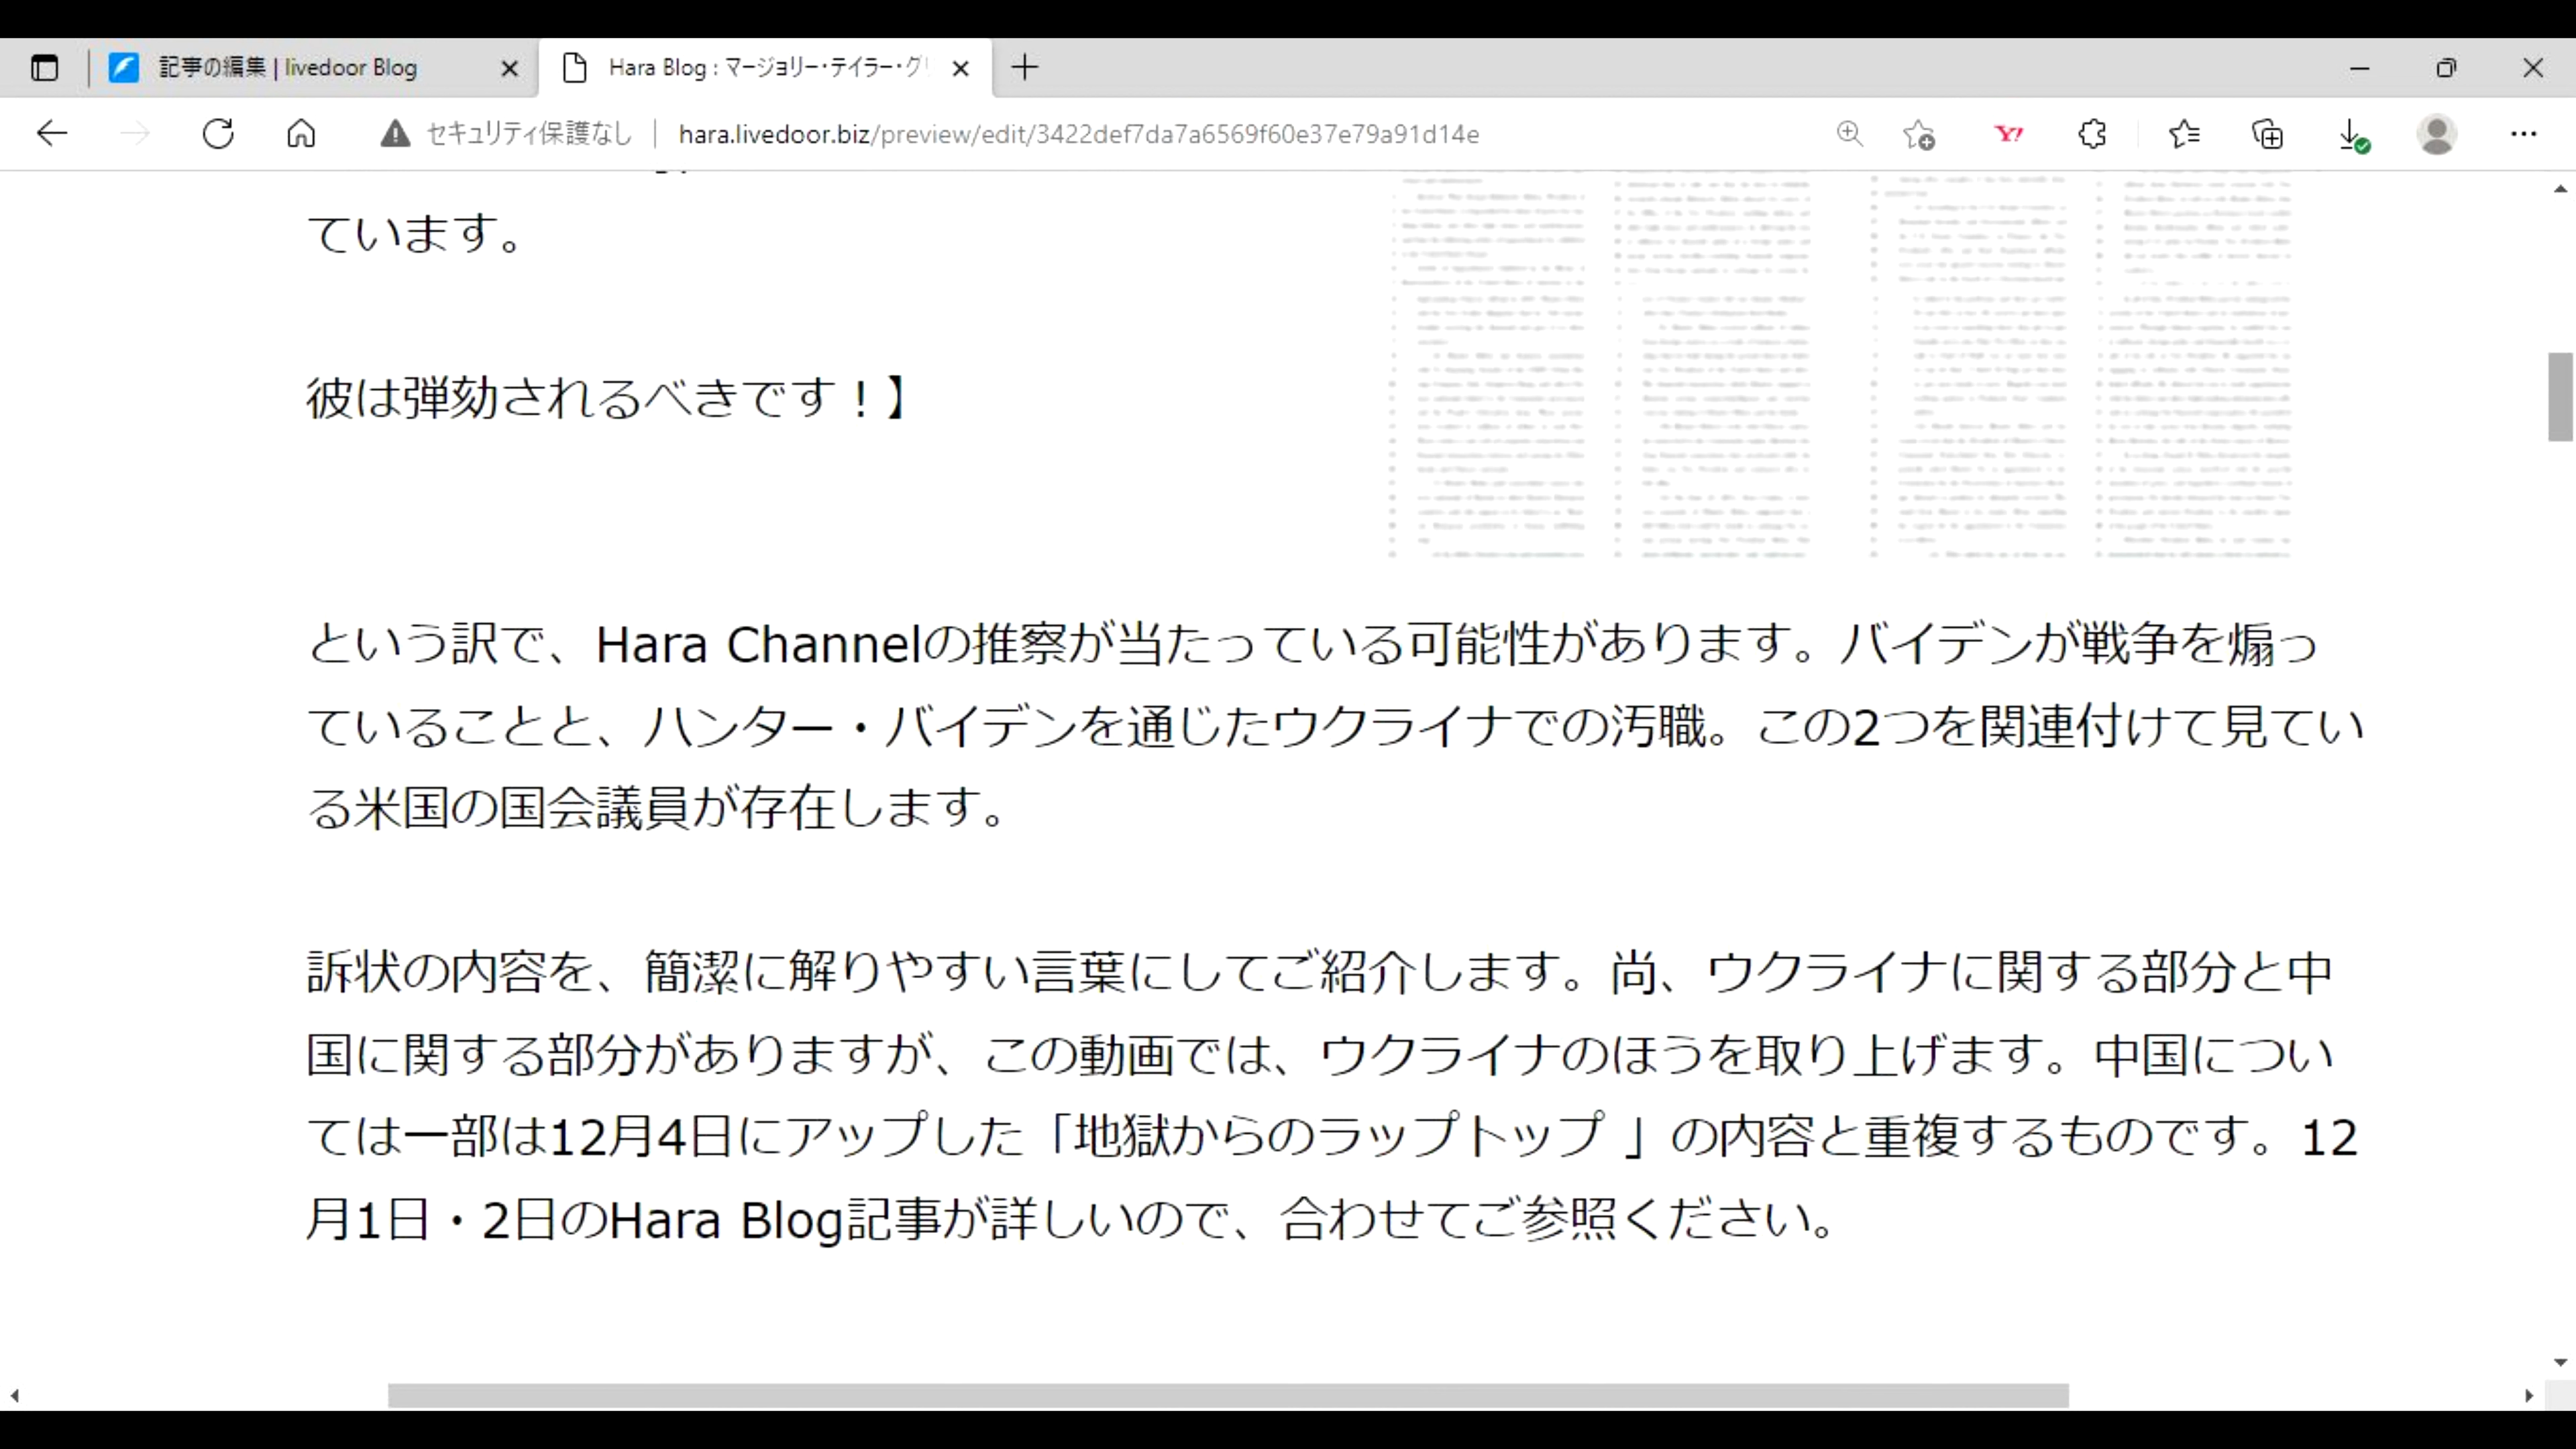 記事の編集 | livedoor Blog
Hara Blog : マージョリー・テイラー・グ
セキュリティ保護なし
hara.livedoor.biz/preview/edit/3422def7da7a6569f60e37e79a91d14e
ています。
彼は弾劾されるべきです！】
という訳で、Hara Channelの推察が当たっている可能性があります。バイデンが戦争を煽っ
ていることと、ハンター・バイデンを通じたウクライナでの汚職。この2つを関連付けて見てい
る米国の国会議員が存在します。
訴状の内容を、簡潔に解りやすい言葉にしてご紹介します。尚、ウクライナに関する部分と中
国に関する部分がありますが、この動画では、ウクライナのほうを取り上げます。中国につい
ては一部は12月4日にアップした「地獄からのラップトップ 」の内容と重複するものです。12
月1日・2日のHara Blog記事が詳しいので、合わせてご参照ください。